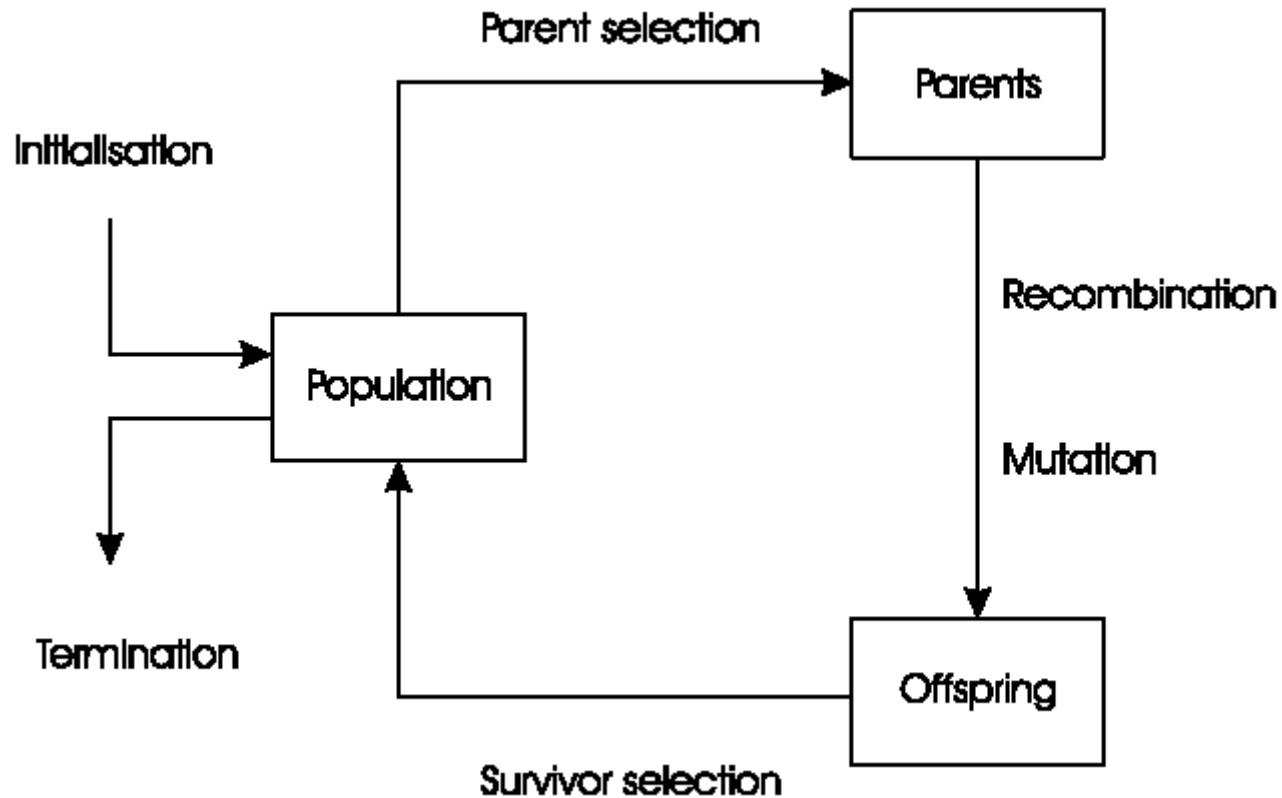 Parent selection
Parents
Initialisation
Recombination
Population
Mutation
Termination
Offspring
Survivor selection